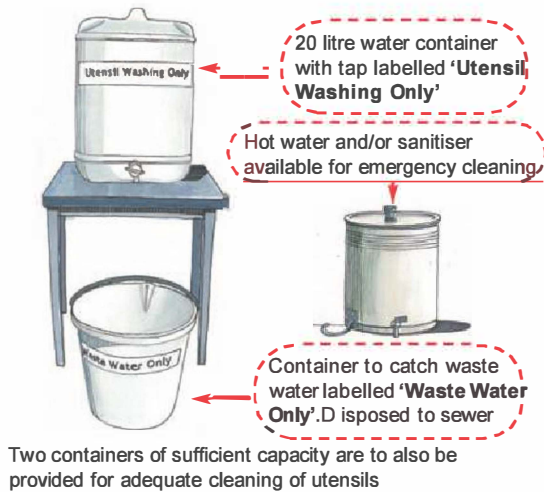 Utensil Washing Only
20 litre water container
with tap labelled 'Utensil
Washing Only'
Hot water and/or sanitiser
available for emergency cleaning
Waste Water Only
Container to catch waste
water labelled 'Waste Water
Only'.D isposed to sewer
Two containers of sufficient capacity are to also be
provided for adequate cleaning of utensils